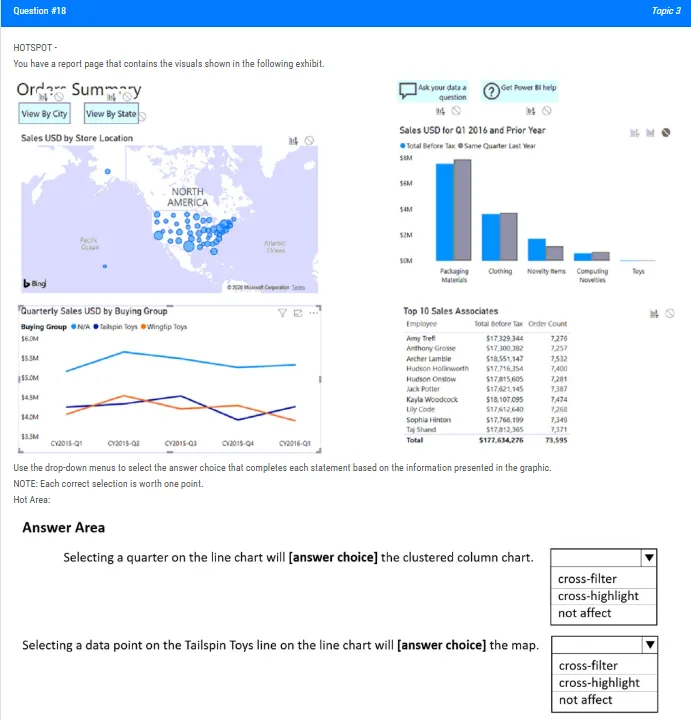 Question #18
Topic 3
HOTSPOT -
You have a report page that contains the visuals shown in the following exhibit.
Orders Summary
View By City
View By State
Ask your data a
question
Get Power BI help
Sales USD by Store Location
NORTH
AMERICA
Pacific
Ocean
Atlantic
Ocean
Bing
© 2020 Microsoft Corporation Terms
Sales USD for Q1 2016 and Prior Year
Total Before Tax Same Quarter Last Year
$8M
$6M
$4M
$2M
$0M
Packaging
Materials
Clothing
Novelty Items
Computing
Novelties
Toys
Quarterly Sales USD by Buying Group
Buying Group N/A Tailspin Toys Wingtip Toys
$6.0M
$5.5M
$5.0M
$4.5M
$4.0M
$3.5M
CY2015-Q1 CY2015-Q2 CY2015-Q3 CY2015-Q4 CY2016-Q1
Top 10 Sales Associates
Employee Total Before Tax Order Count
Amy Trefl $17,329,344 7,276
Anthony Grosse $17,300,382 7,257
Archer Lamble $18,551,147 7,532
Hudson Hollinworth $17,716,354 7,400
Hudson Onslow $17,815,605 7,281
Jack Potter $17,621,145 7,387
Kayla Woodcock $18,107,095 7,474
Lily Code $17,612,640 7,268
Sophia Hinton $17,768,199 7,349
Taj Shand $17,812,365 7,371
Total $177,634,276 73,595
Use the drop-down menus to select the answer choice that completes each statement based on the information presented in the graphic.
NOTE: Each correct selection is worth one point.
Hot Area:
Answer Area
Selecting a quarter on the line chart will [answer choice] the clustered column chart.
cross-filter
cross-highlight
not affect
Selecting a data point on the Tailspin Toys line on the line chart will [answer choice] the map.
cross-filter
cross-highlight
not affect